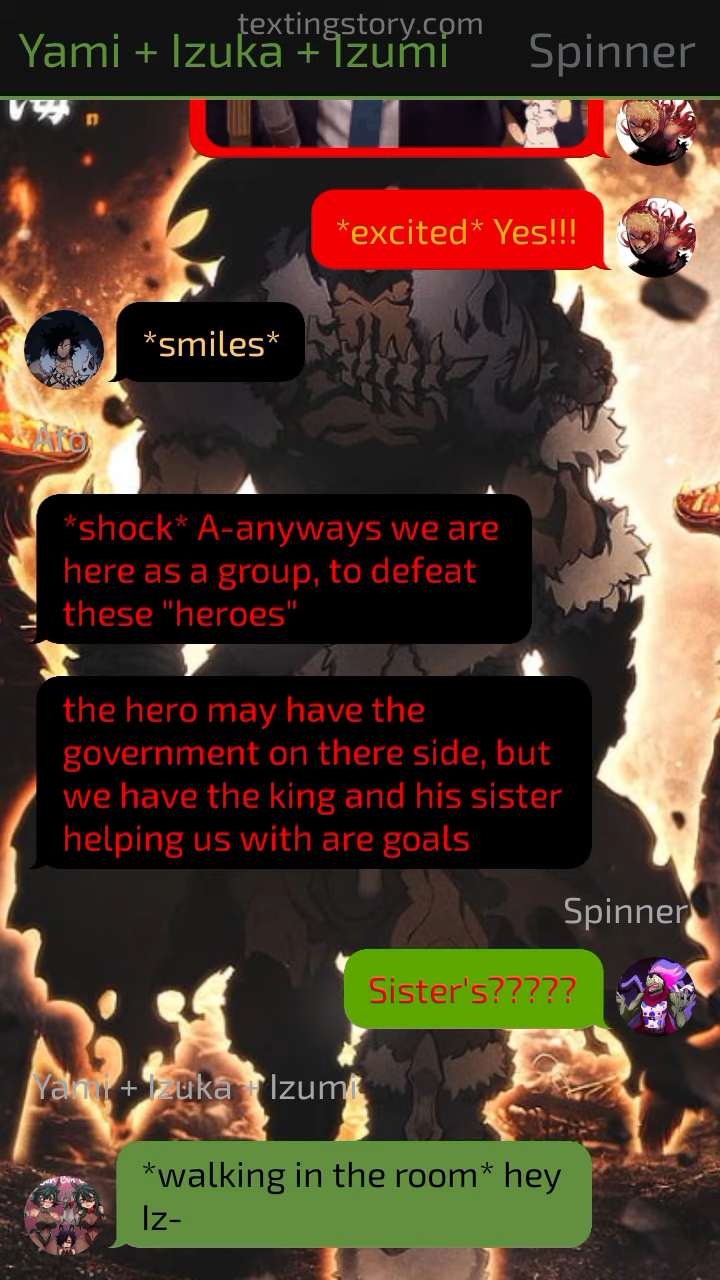 textingstory.com
Yami + Izuka + Izumi
Spinner
*excited* Yes!!!
*smiles*
Afo
*shock* A-anyways we are
here as a group, to defeat
these "heroes"
the hero may have the
government on there side, but
we have the king and his sister
helping us with are goals
Spinner
Sister's?????
Yami + Izuka + Izumi
*walking in the room* hey
Iz-